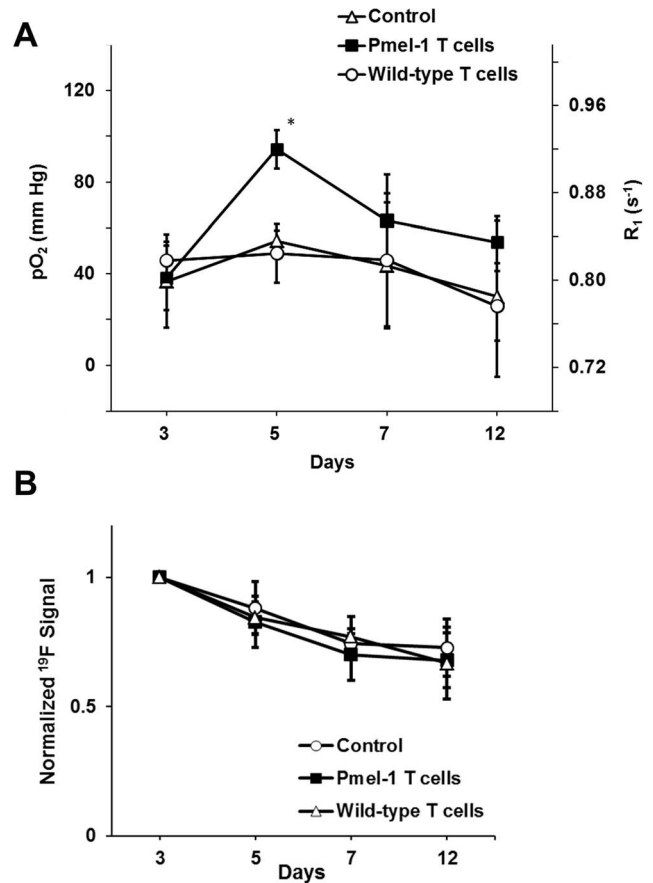 A
Control
Pmel-1 T cells
Wild-type T cells
120
80
40
0
pO₂ (mm Hg)
*
0.96
0.88
0.80
0.72
R₁ (s⁻¹)
3 5 7 12
Days
B
1
0.5
0
Normalized ¹⁹F Signal
Control
Pmel-1 T cells
Wild-type T cells
3 5 7 12
Days